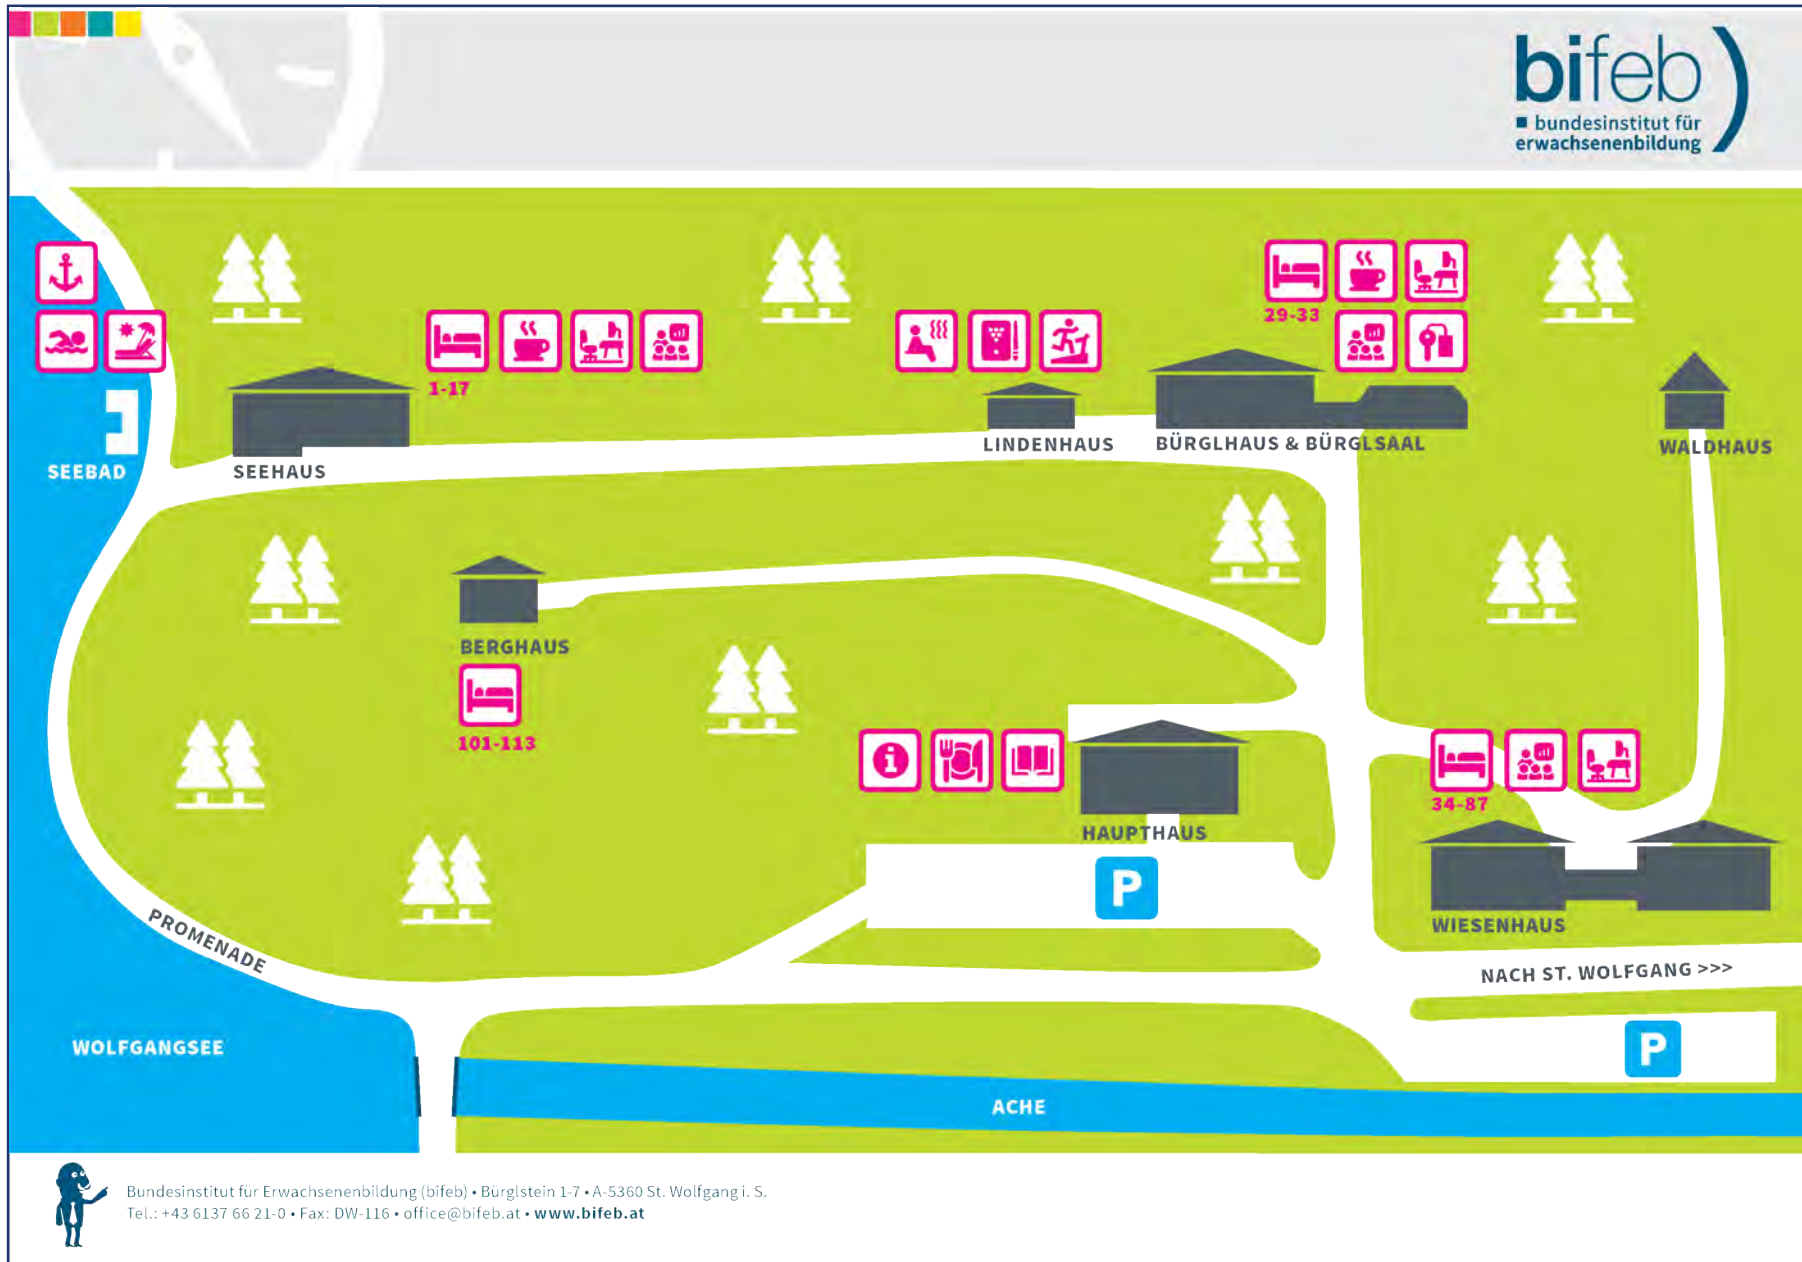 bifeb)
bundesinstitut für
erwachsenenbildung
29-33
1-17
SEEBAD
SEEHAUS
LINDENHAUS
BÜRGLHAUS & BÜRGLSAAL
WALDHAUS
BERGHAUS
101-113
34-87
HAUPTHAUS
P
WIESENHAUS
PROMENADE
NACH ST. WOLFGANG >>>
WOLFGANGSEE
P
ACHE
Bundesinstitut für Erwachsenenbildung (bifeb) • Bürglstein 1-7 • A-5360 St. Wolfgang i. S.
Tel.: +43 6137 66 21-0 • Fax: DW-116 • office@bifeb.at • www.bifeb.at